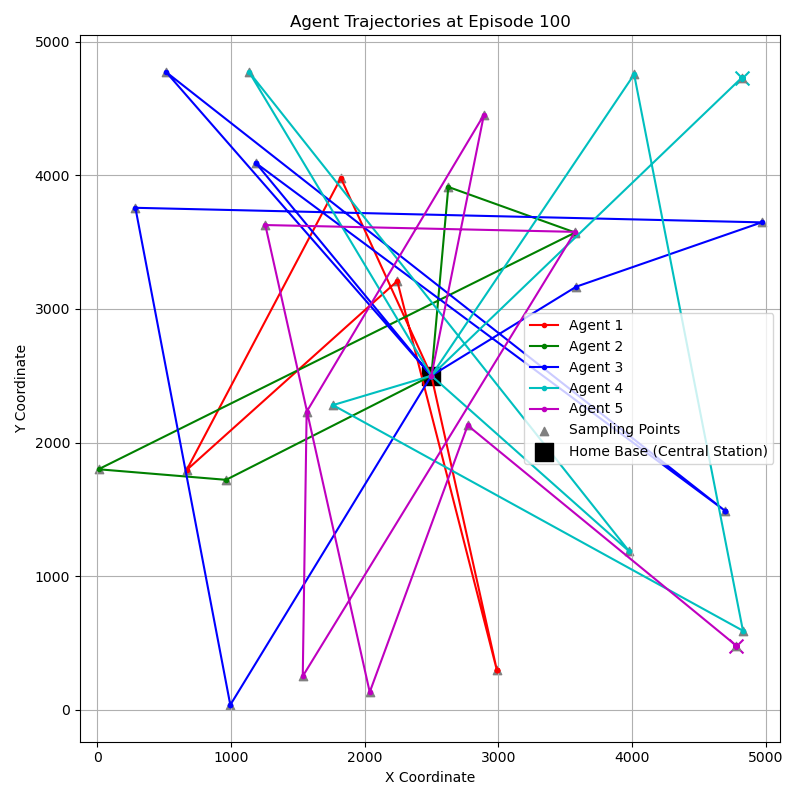 Agent Trajectories at Episode 100
5000
4000
3000
2000
1000
0
Y Coordinate
Agent 1
Agent 2
Agent 3
Agent 4
Agent 5
Sampling Points
Home Base (Central Station)
0 1000 2000 3000 4000 5000
X Coordinate